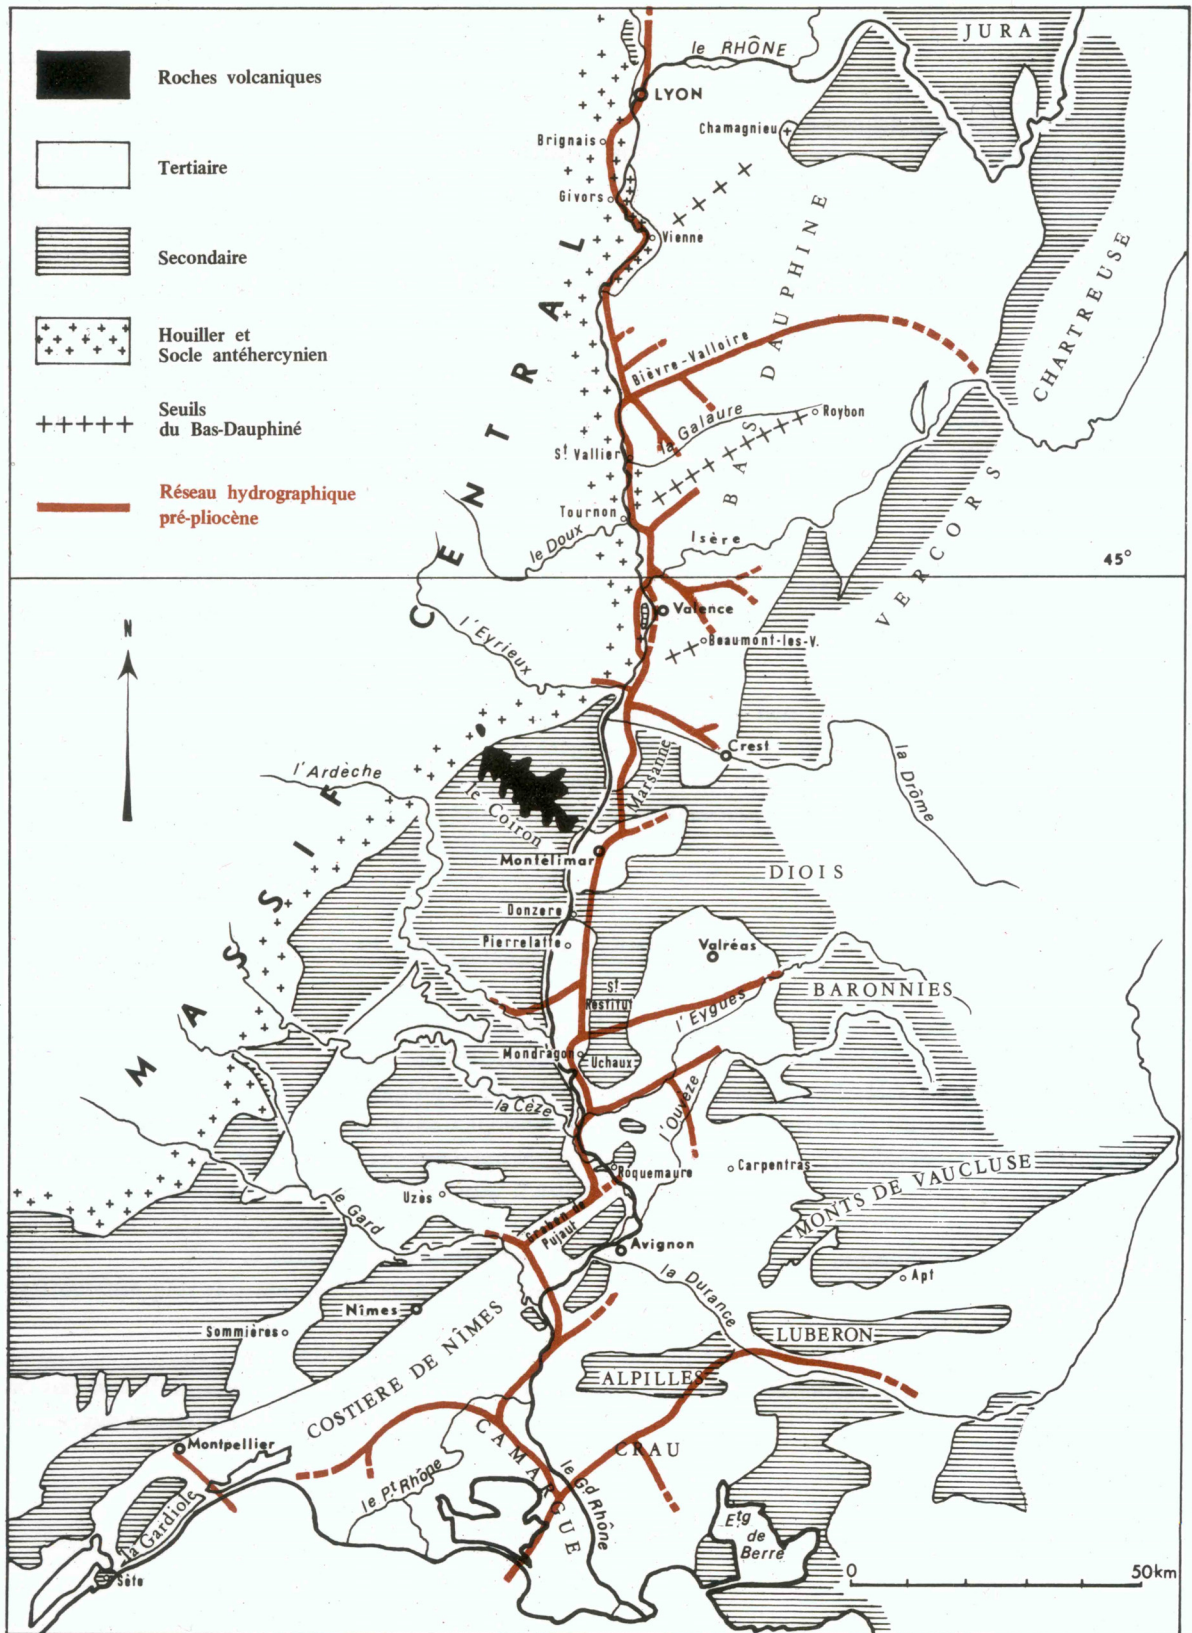 Roches volcaniques
Tertiaire
Secondaire
Houiller et
Socle antéhercynien
Seuils
du Bas-Dauphiné
Réseau hydrographique
pré-pliocène
JURA
le RHÔNE
LYON
Chamagnieu
Brignais
Givors
Vienne
BAS DAUPHINE
CHARTREUSE
Bièvre-Valloire
la Galaure
Roybon
St Vallier
Tournon
le Doux
Isère
VERCORS
45°
MASSIF CENTRAL
N
Valence
l'Eyrieux
Beaumont-les-V.
Crest
la Drôme
Marsanne
l'Ardèche
le Coiron
Montélimar
DIOIS
Donzère
Pierrelatte
Valréas
St
Restitut
l'Eygues
BARONNIES
Mondragon
Uchaux
la Cèze
l'Ouvèze
Roquemaure
Carpentras
Uzès
le Gard
MONTS DE VAUCLUSE
Graben de
Pujaut
Avignon
Apt
la Durance
Nîmes
Sommières
LUBERON
ALPILLES
COSTIERE DE NÎMES
Montpellier
CAMARGUE
CRAU
le Pt Rhône
le Gd Rhône
la Gardiole
Etg
de
Berre
Sète
0
50km